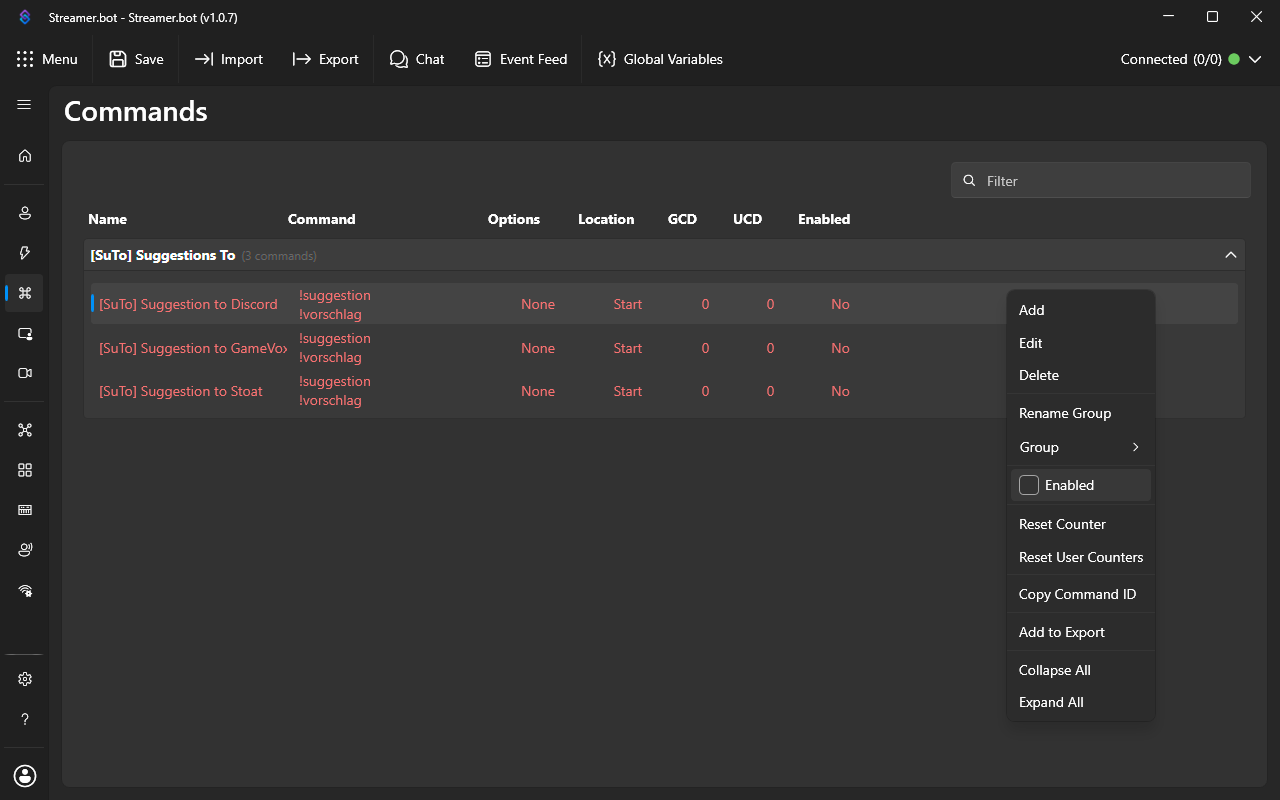 Streamer.bot - Streamer.bot (v1.0.7)
Menu Save Import Export Chat Event Feed Global Variables Connected (0/0)
Commands
Filter
Name Command Options Location GCD UCD Enabled
[SuTo] Suggestions To (3 commands)
[SuTo] Suggestion to Discord !suggestion !vorschlag None Start 0 0 No
[SuTo] Suggestion to GameVox !suggestion !vorschlag None Start 0 0 No
[SuTo] Suggestion to Stoat !suggestion !vorschlag None Start 0 0 No
Add
Edit
Delete
Rename Group
Group
Enabled
Reset Counter
Reset User Counters
Copy Command ID
Add to Export
Collapse All
Expand All